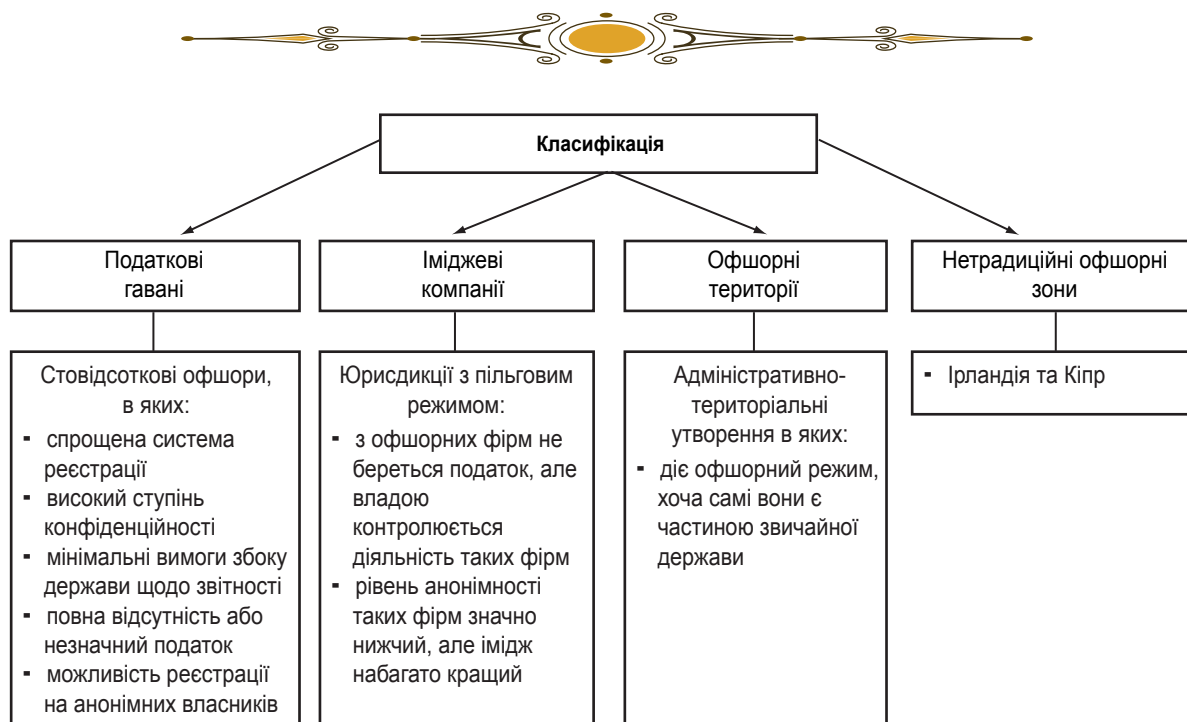 Класифікація
Податкові
гавані
Стовідсоткові офшори,
в яких:
- спрощена система
реєстрації
- високий ступінь
конфіденційності
- мінімальні вимоги збоку
держави щодо звітності
- повна відсутність або
незначний податок
- можливість реєстрації
на анонімних власників
Іміджеві
компанії
Юрисдикції з пільговим
режимом:
- з офшорних фірм не
береться податок, але
владою
контролюється
діяльність таких фірм
- рівень анонімності
таких фірм значно
нижчий, але імідж
набагато кращий
Офшорні
території
Адміністративно-
територіальні
утворення в яких:
- діє офшорний режим,
хоча самі вони є
частиною звичайної
держави
Нетрадиційні офшорні
зони
- Ірландія та Кіпр